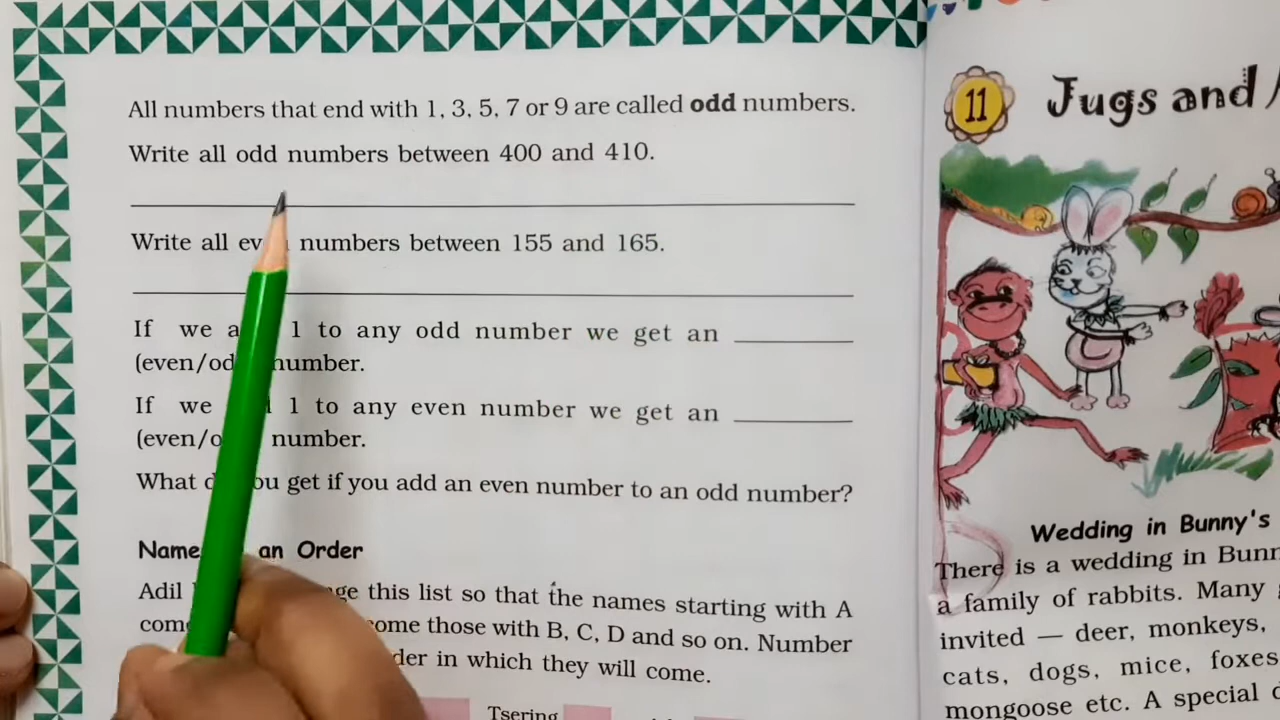 All numbers that end with 1, 3, 5, 7 or 9 are called odd numbers.
Write all odd numbers between 400 and 410.
Write all numbers between 155 and 165.
If we 1 to any odd number we get an
(even/od number.
If we 1 to any even number we get an
(even/o number.
What ou get if you add an even number to an odd number?
Name an Order
Adil ge this list so that the names starting with A
come ome those with B, C, D and so on. Number
der in which they will come.
Tsering
11
Jugs and
Wedding in Bunny's
There is a wedding in Bunn
a family of rabbits. Many
invited — deer, monkeys,
cats, dogs, mice, foxes
mongoose etc. A special